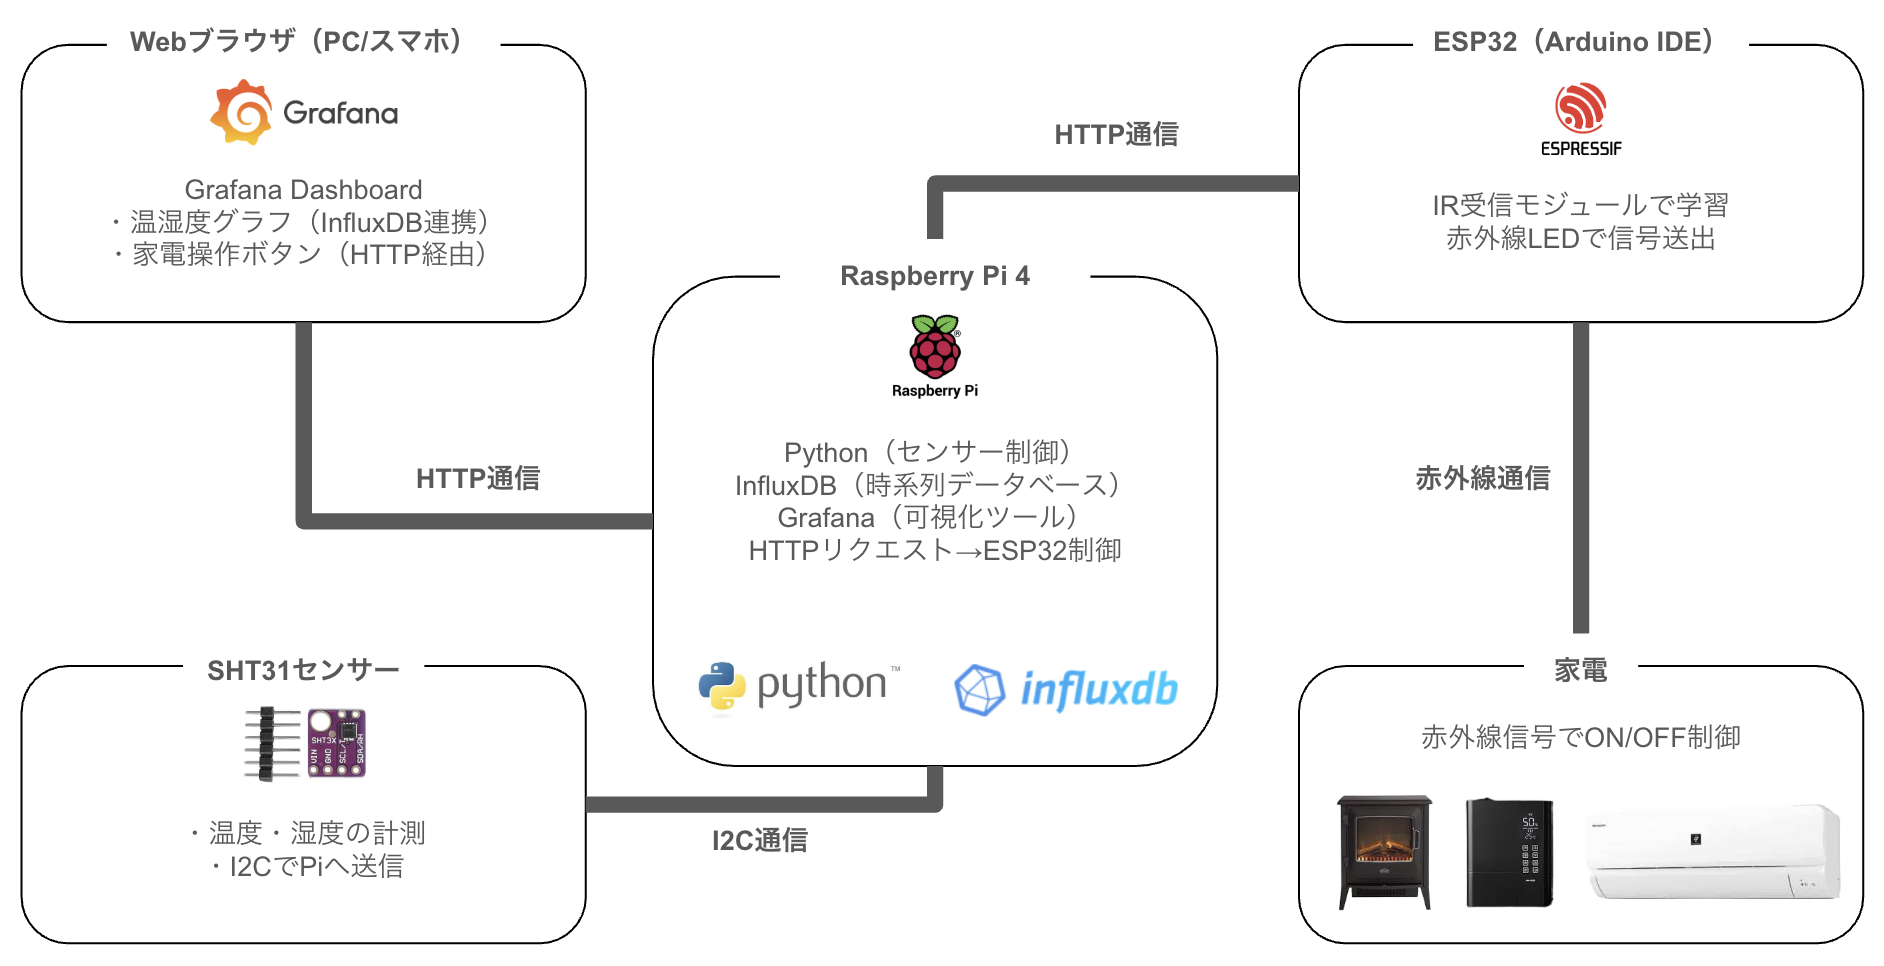 Webブラウザ（PC/スマホ）
Grafana
Grafana Dashboard
・温湿度グラフ（InfluxDB連携）
・家電操作ボタン（HTTP経由）
HTTP通信
ESP32（Arduino IDE）
ESPRESSIF
IR受信モジュールで学習
赤外線LEDで信号送出
HTTP通信
Raspberry Pi 4
Raspberry Pi
Python（センサー制御）
InfluxDB（時系列データベース）
Grafana（可視化ツール）
HTTPリクエスト→ESP32制御
python™
influxdb
赤外線通信
SHT31センサー
SHT3X
VIN
GND
・温度・湿度の計測
・I2CでPiへ送信
I2C通信
家電
赤外線信号でON/OFF制御
50